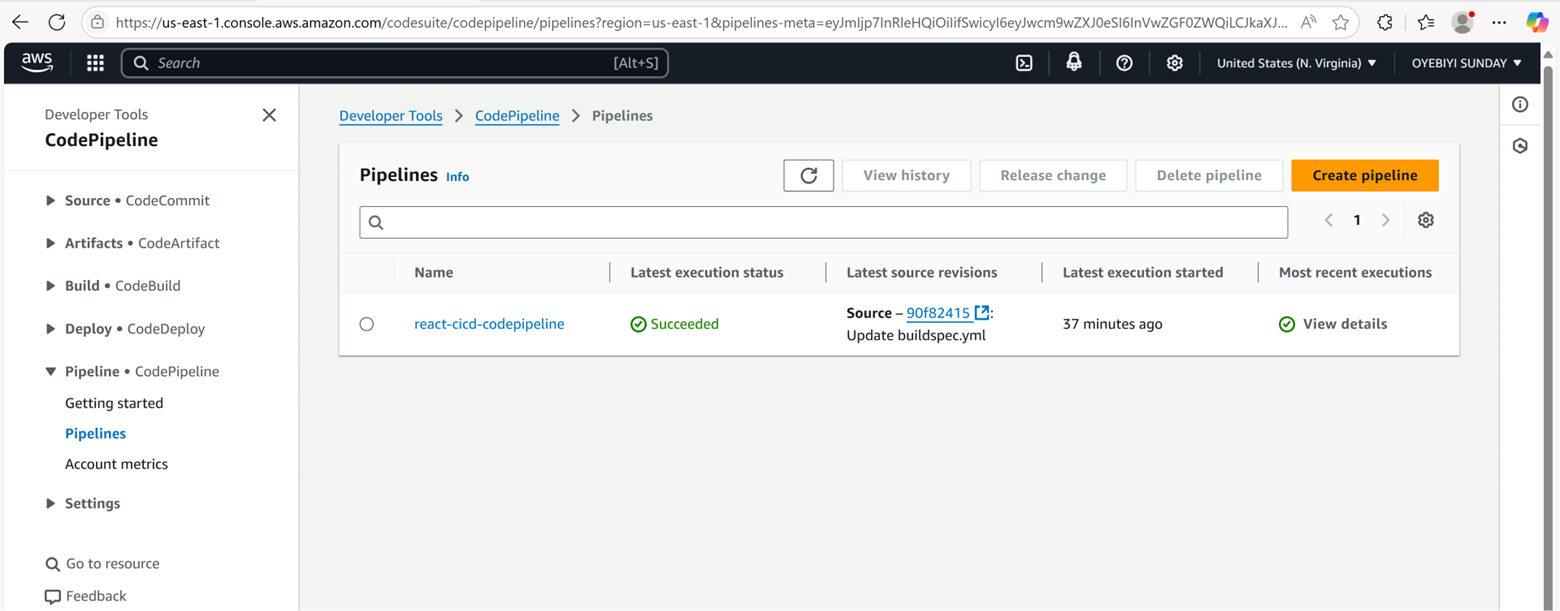 https://us-east-1.console.aws.amazon.com/codesuite/codepipeline/pipelines?region=us-east-1&pipelines-meta=eyJmIjp7InRleHQiOiIifSwicyI6eyJwcm9wZXJ0eSI6InVwZGF0ZWQiLCJkaXJ...
aws
Search [Alt+S]
United States (N. Virginia)
OYEBIYI SUNDAY
Developer Tools
CodePipeline
Source • CodeCommit
Artifacts • CodeArtifact
Build • CodeBuild
Deploy • CodeDeploy
Pipeline • CodePipeline
Getting started
Pipelines
Account metrics
Settings
Go to resource
Feedback
Developer Tools > CodePipeline > Pipelines
Pipelines Info
View history
Release change
Delete pipeline
Create pipeline
1
Name
Latest execution status
Latest source revisions
Latest execution started
Most recent executions
react-cicd-codepipeline
Succeeded
Source – 90f82415 :
Update buildspec.yml
37 minutes ago
View details